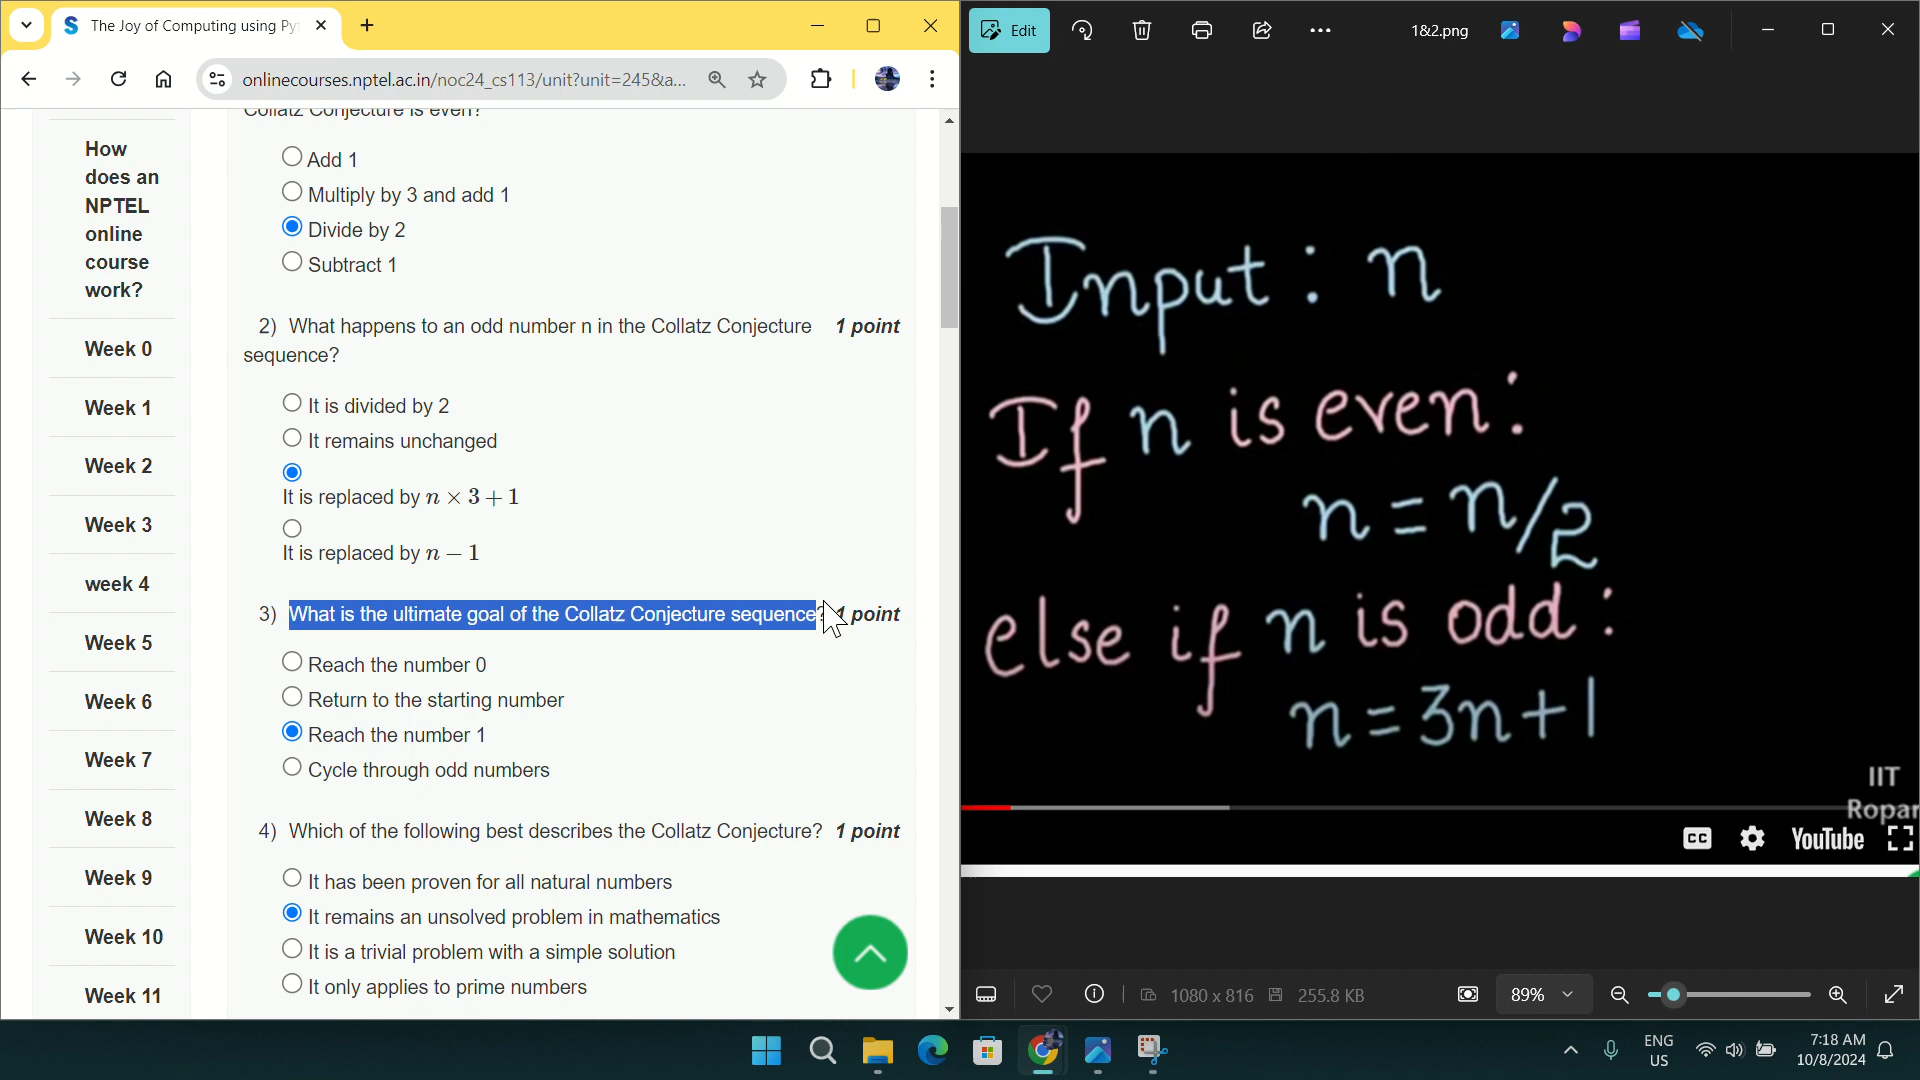 The Joy of Computing using Py
onlinecourses.nptel.ac.in/noc24_cs113/unit?unit=245&a...
How
does an
NPTEL
online
course
work?
Week 0
Week 1
Week 2
Week 3
week 4
Week 5
Week 6
Week 7
Week 8
Week 9
Week 10
Week 11
Collatz Conjecture is even?
Add 1
Multiply by 3 and add 1
Divide by 2
Subtract 1
2) What happens to an odd number n in the Collatz Conjecture 1 point
sequence?
It is divided by 2
It remains unchanged
It is replaced by n × 3 + 1
It is replaced by n − 1
3) What is the ultimate goal of the Collatz Conjecture sequence? 1 point
Reach the number 0
Return to the starting number
Reach the number 1
Cycle through odd numbers
4) Which of the following best describes the Collatz Conjecture? 1 point
It has been proven for all natural numbers
It remains an unsolved problem in mathematics
It is a trivial problem with a simple solution
It only applies to prime numbers
Edit
1&2.png
Input : n
If n is even :
n = n/2
else if n is odd :
n = 3n+1
IIT
Ropar
CC
YouTube
1080 x 816
255.8 KB
89%
ENG
US
7:18 AM
10/8/2024